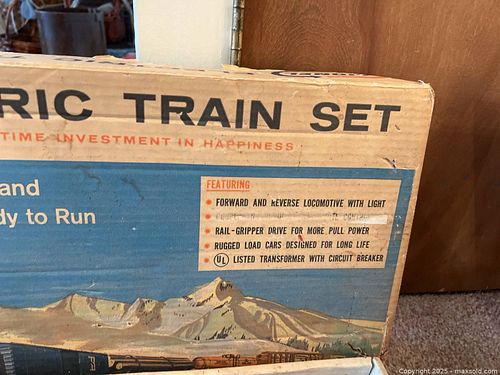 RIC TRAIN SET
TIME INVESTMENT IN HAPPINESS
and
dy to Run
FEATURING
FORWARD AND REVERSE LOCOMOTIVE WITH LIGHT
RAIL-GRIPPER DRIVE FOR MORE PULL POWER
RUGGED LOAD CARS DESIGNED FOR LONG LIFE
UL LISTED TRANSFORMER WITH CIRCUIT BREAKER
Copyright 2025 - maxsold.com